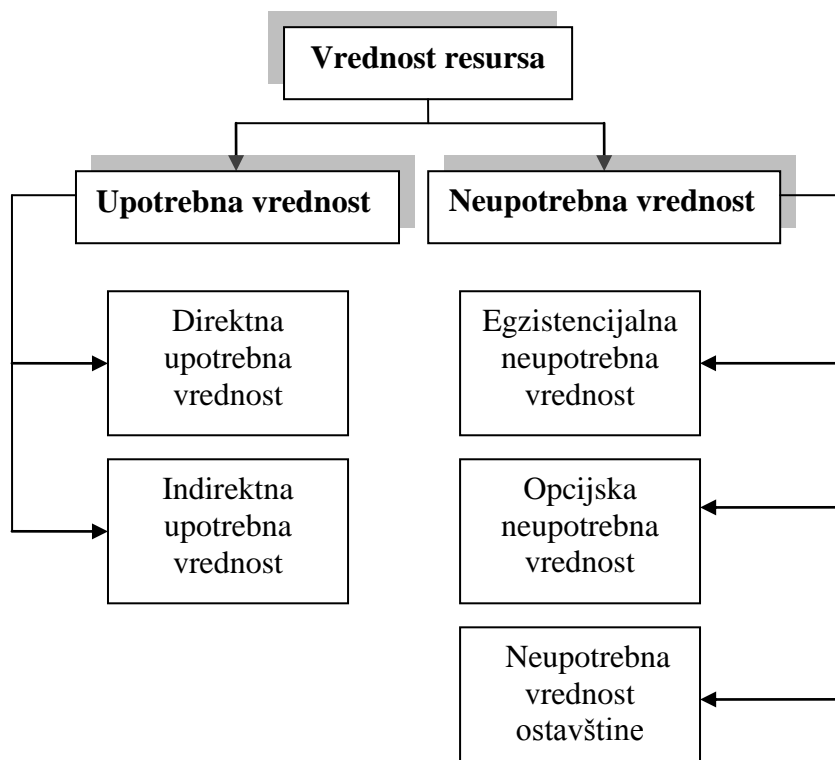 Vrednost resursa
Upotrebna vrednost
Neupotrebna vrednost
Direktna
upotrebna
vrednost
Egzistencijalna
neupotrebna
vrednost
Indirektna
upotrebna
vrednost
Opcijska
neupotrebna
vrednost
Neupotrebna
vrednost
ostavštine